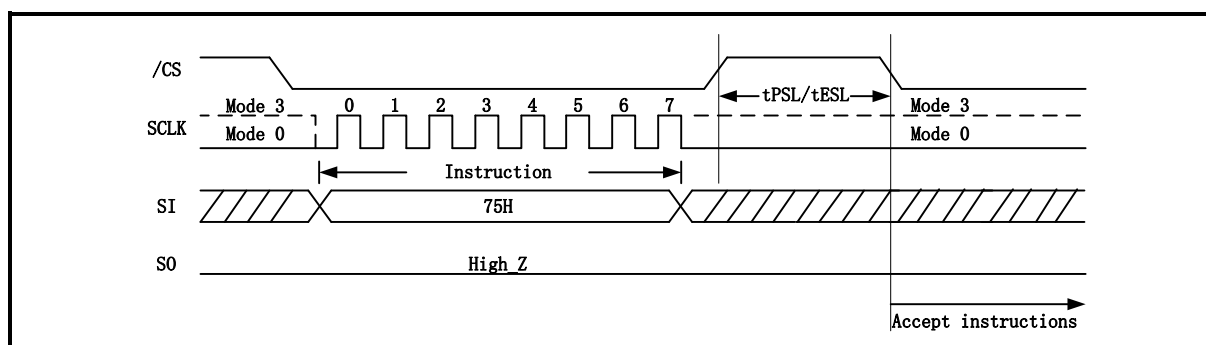 /CS
tPSL/tESL
Mode 3 0 1 2 3 4 5 6 7 Mode 3
SCLK
Mode 0 Mode 0
Instruction
SI 75H
SO High_Z
Accept instructions